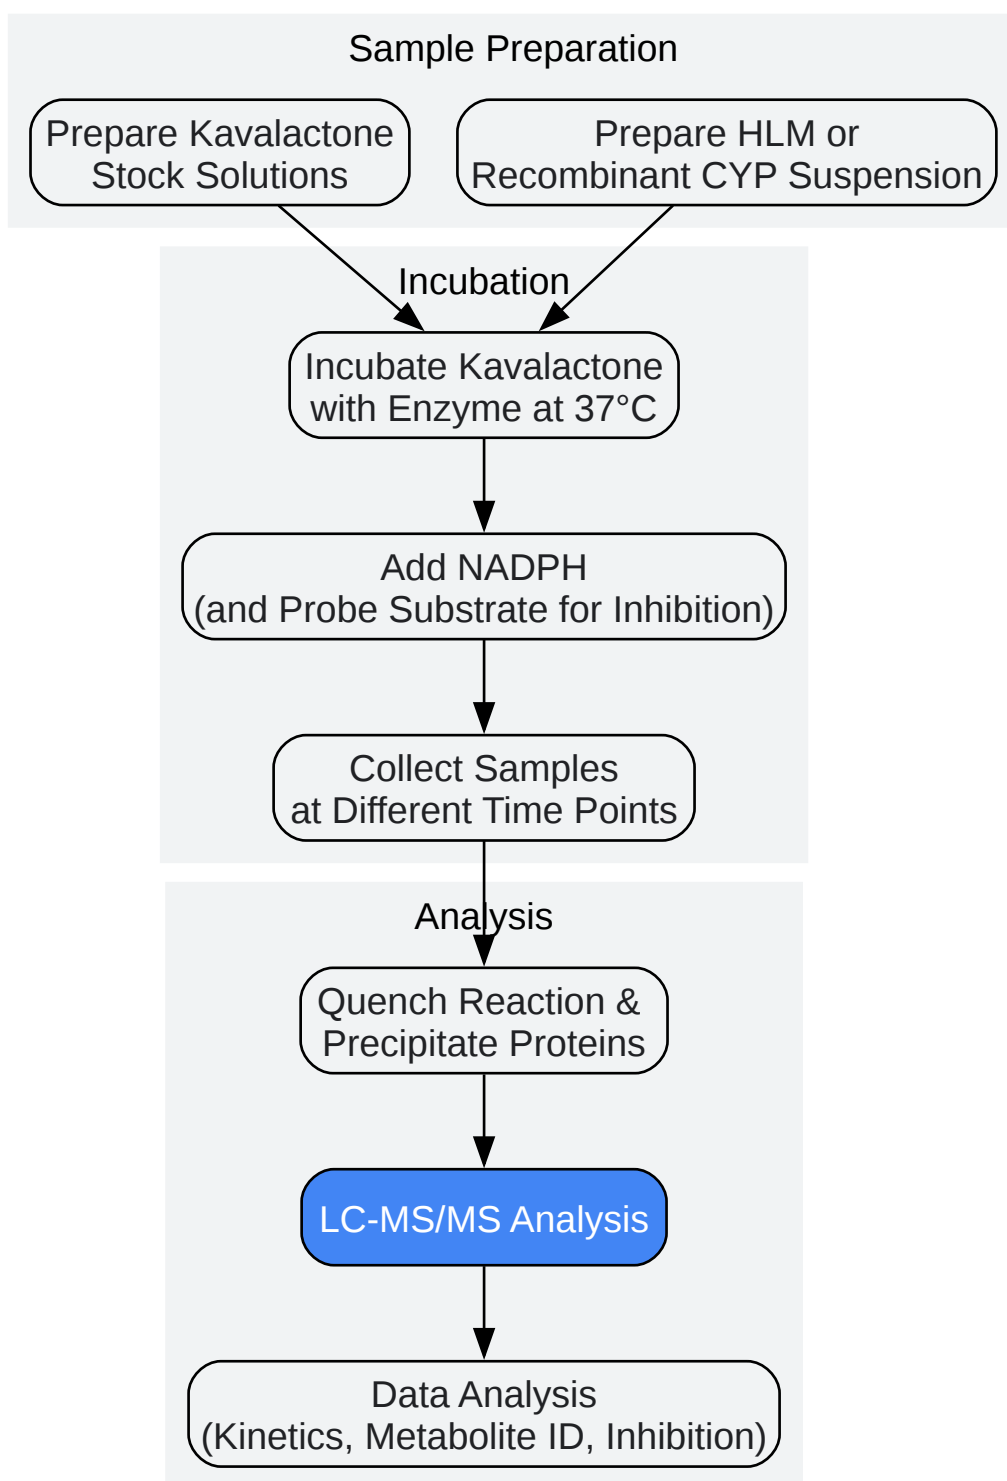 Sample Preparation
Prepare Kavalactone
Stock Solutions
Prepare HLM or
Recombinant CYP Suspension
Incubation
Incubate Kavalactone
with Enzyme at 37°C
Add NADPH
(and Probe Substrate for Inhibition)
Collect Samples
at Different Time Points
Analysis
Quench Reaction &
Precipitate Proteins
LC-MS/MS Analysis
Data Analysis
(Kinetics, Metabolite ID, Inhibition)